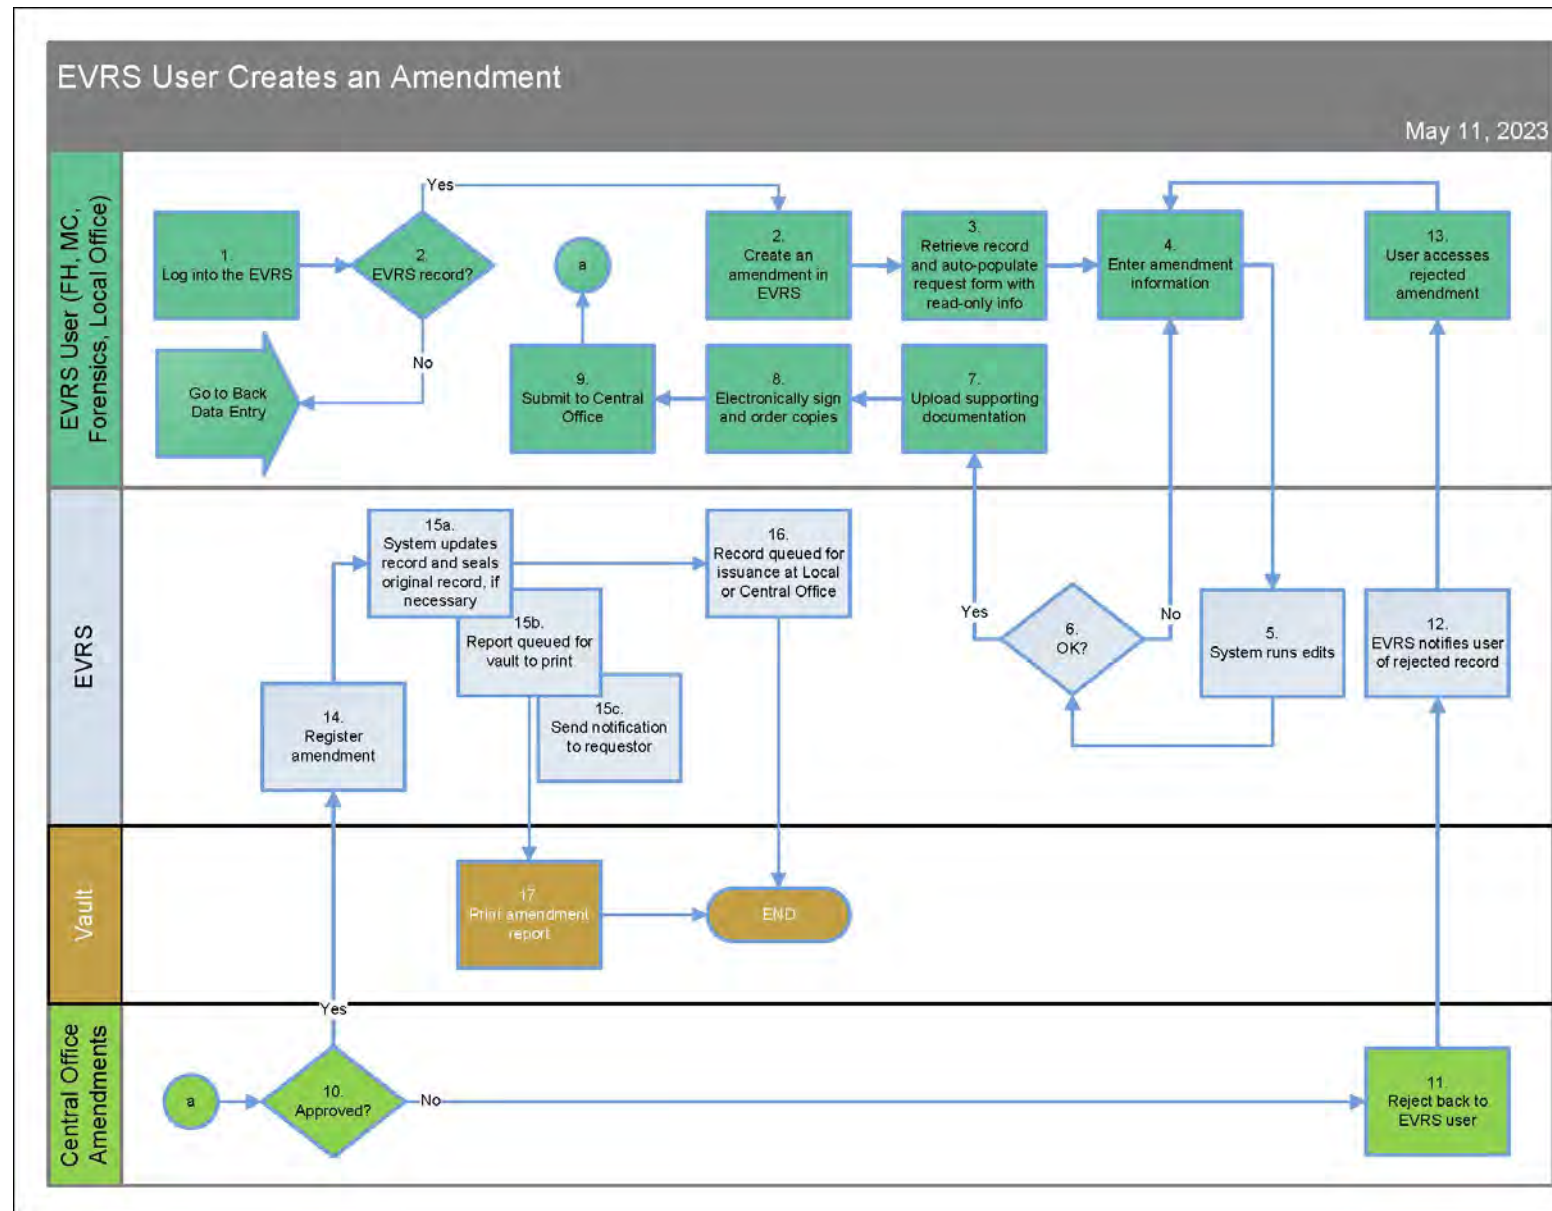 EVRS User Creates an Amendment
May 11, 2023
EVRS User (FH, MC,
Forensics, Local Office)
1.
Log into the EVRS
2.
EVRS record?
Yes
No
Go to Back
Data Entry
a
2.
Create an
amendment in
EVRS
3.
Retrieve record
and auto-populate
request form with
read-only info
4.
Enter amendment
information
13.
User accesses
rejected
amendment
9.
Submit to Central
Office
8.
Electronically sign
and order copies
7.
Upload supporting
documentation
EVRS
15a.
System updates
record and seals
original record, if
necessary
15b.
Report queued for
vault to print
15c.
Send notification
to requestor
14.
Register
amendment
16.
Record queued for
issuance at Local
or Central Office
Yes
6.
OK?
No
5.
System runs edits
12.
EVRS notifies user
of rejected record
Vault
17
Print amendment
report
END
Central Office
Amendments
Yes
a
10.
Approved?
No
11.
Reject back to
EVRS user